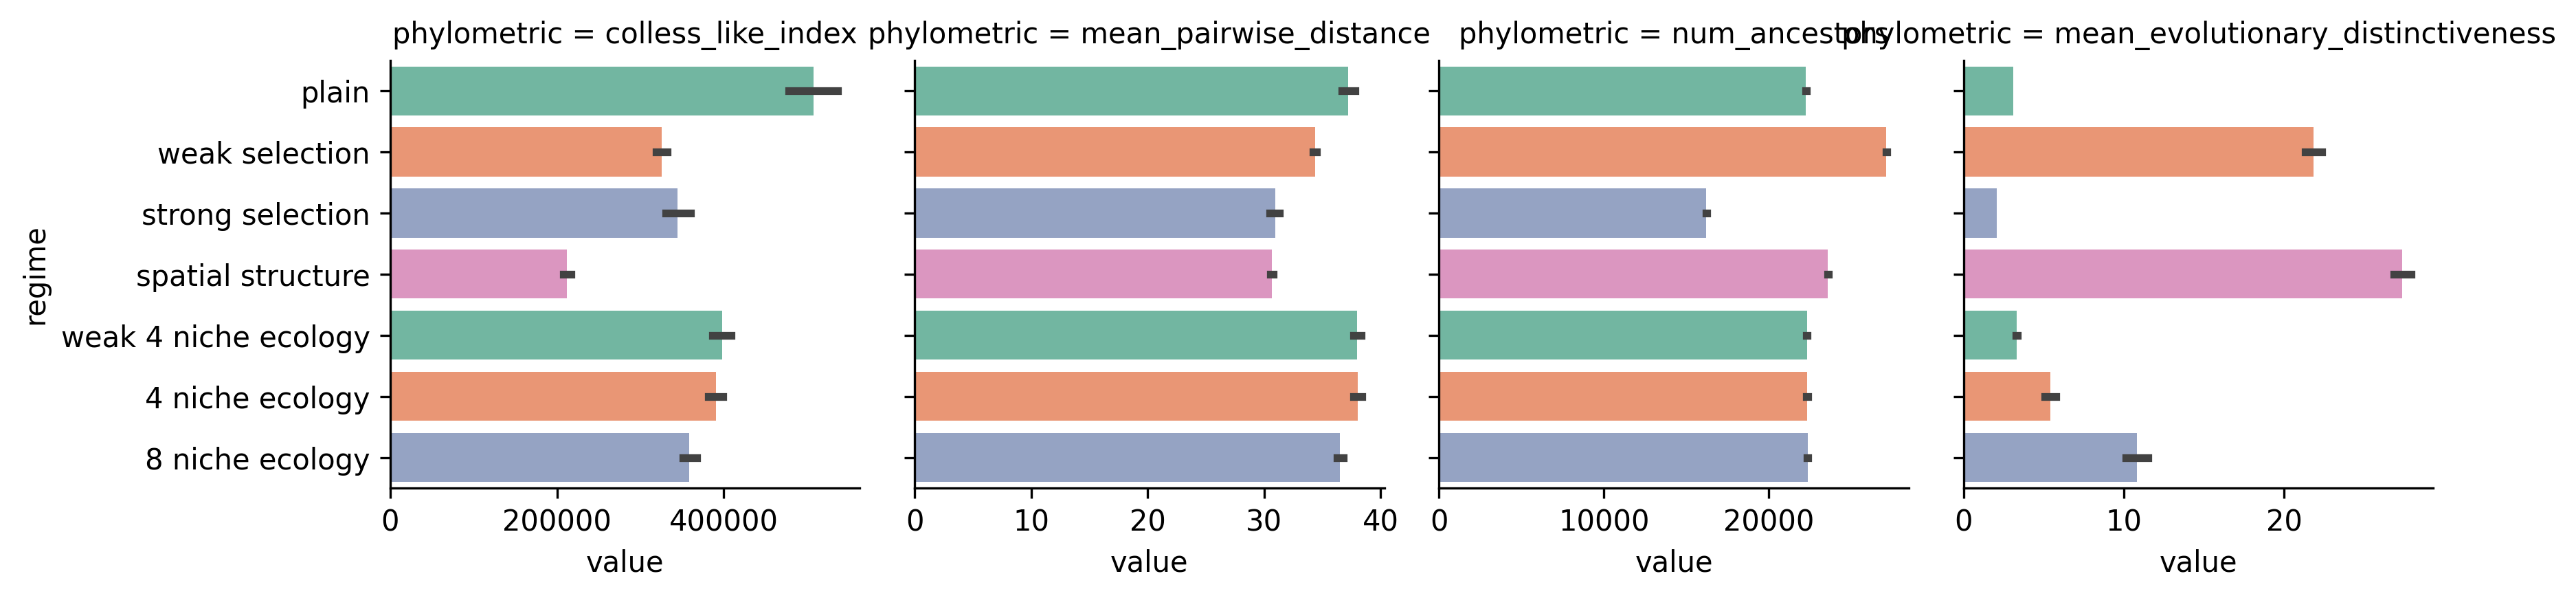 phylometric = colless_like_index
phylometric = mean_pairwise_distance
phylometric = num_ancestors
phylometric = mean_evolutionary_distinctiveness
regime
plain
weak selection
strong selection
spatial structure
weak 4 niche ecology
4 niche ecology
8 niche ecology
0 200000 400000
0 10 20 30 40
0 10000 20000
0 10 20
value
value
value
value